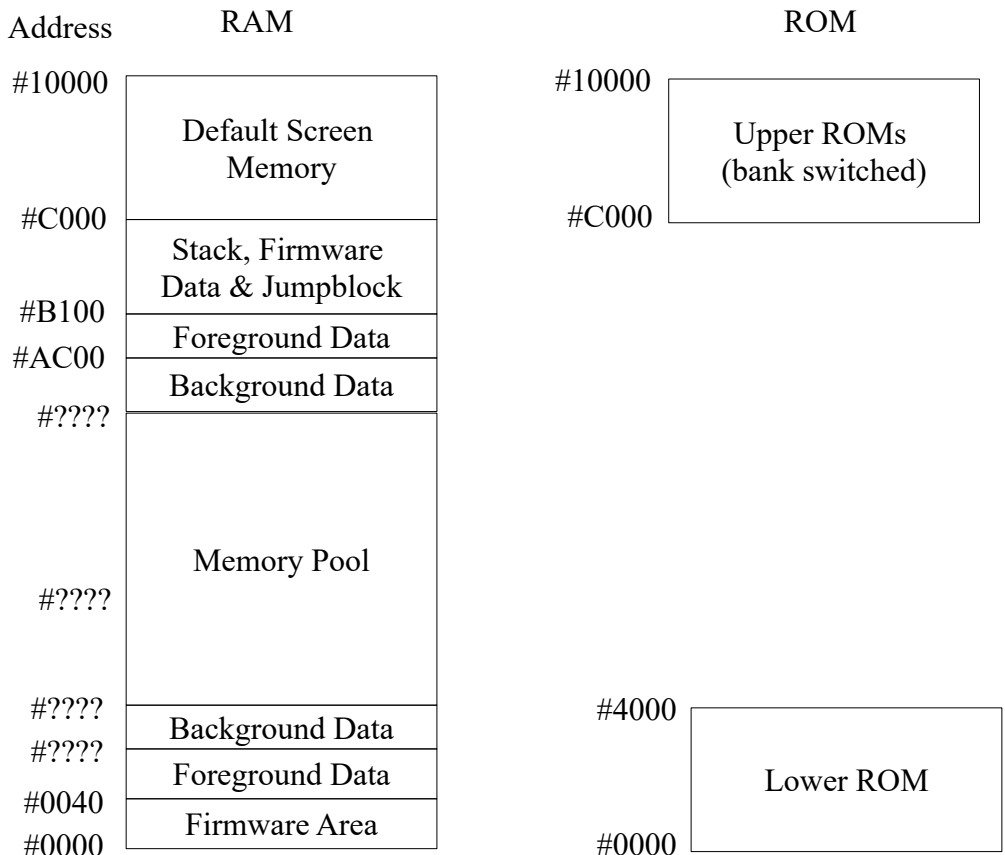 Address
RAM
ROM
#10000
Default Screen
Memory
#C000
Stack, Firmware
Data & Jumpblock
#B100
Foreground Data
#AC00
Background Data
#????
Memory Pool
#????
#????
Background Data
#????
Foreground Data
#0040
Firmware Area
#0000
#10000
Upper ROMs
(bank switched)
#C000
#4000
Lower ROM
#0000